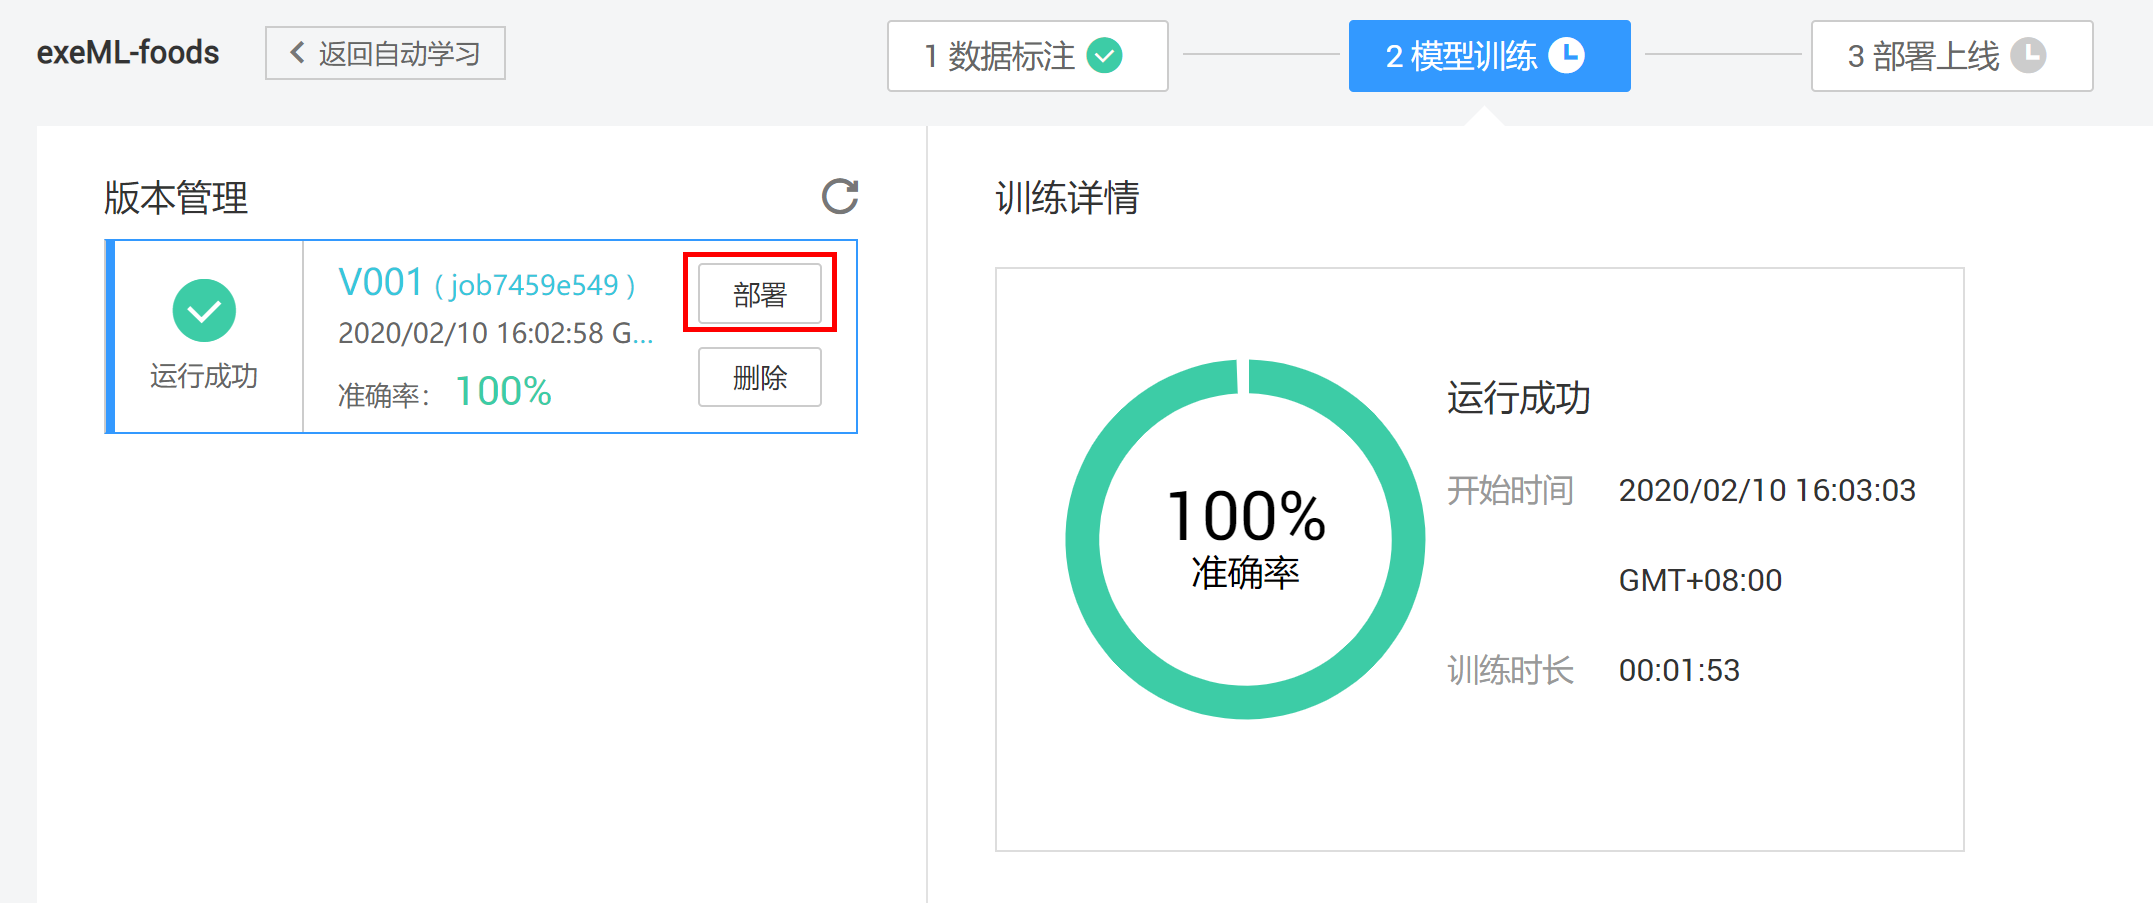 exeML-foods
返回自动学习
1 数据标注
2 模型训练
3 部署上线
版本管理
运行成功
V001 ( job7459e549 )
2020/02/10 16:02:58 G...
准确率： 100%
部署
删除
训练详情
100%
准确率
运行成功
开始时间 2020/02/10 16:03:03
GMT+08:00
训练时长 00:01:53